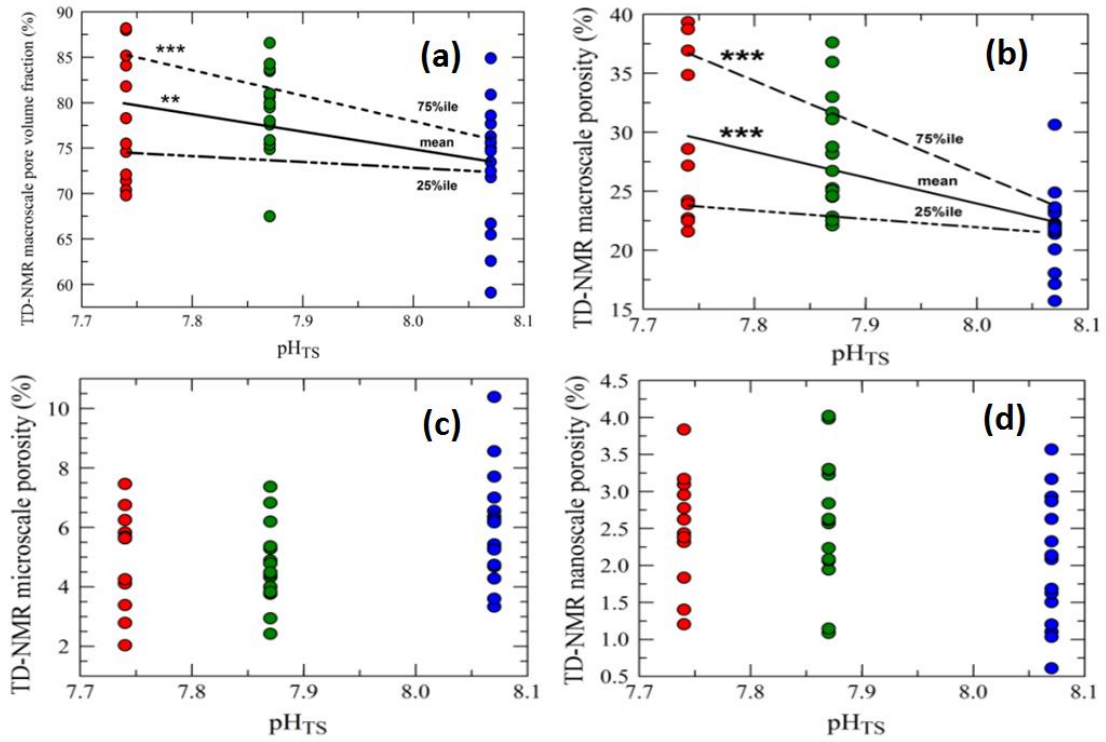 TD-NMR macroscale pore volume fraction (%)
90
85
80
75
70
65
60
(a)
***
**
75%ile
mean
25%ile
7.7
7.8
7.9
8.0
8.1
pHTS
TD-NMR macroscale porosity (%)
40
35
30
25
20
15
(b)
***
***
75%ile
mean
25%ile
7.7
7.8
7.9
8.0
8.1
pHTS
TD-NMR microscale porosity (%)
10
8
6
4
2
(c)
7.7
7.8
7.9
8.0
8.1
pHTS
TD-NMR nanoscale porosity (%)
4.5
4.0
3.5
3.0
2.5
2.0
1.5
1.0
0.5
(d)
7.7
7.8
7.9
8.0
8.1
pHTS